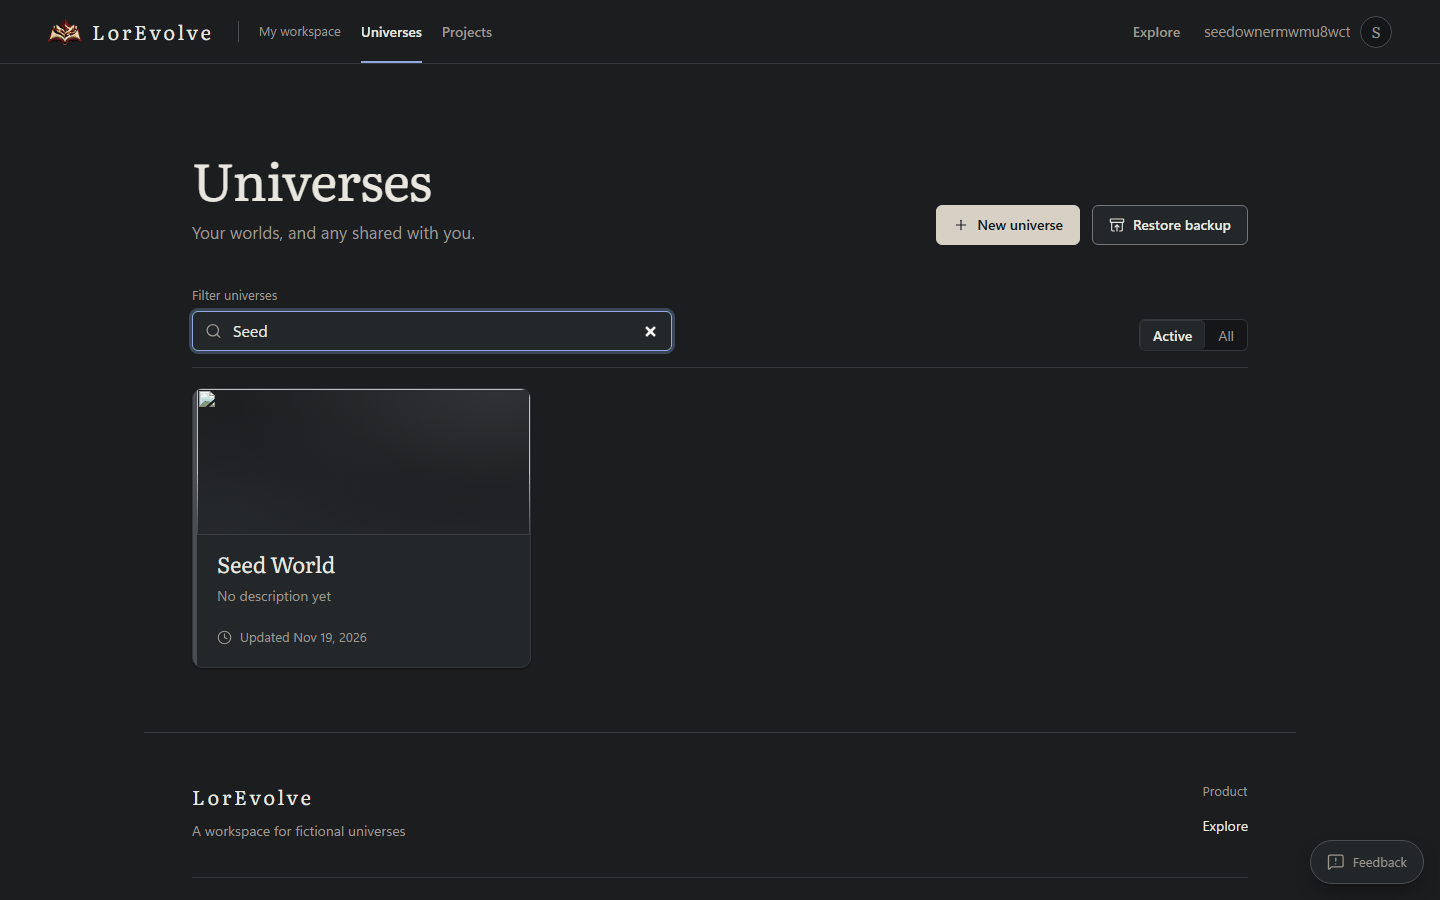 LorEvolve
My workspace
Universes
Projects
Explore
seedownermwmu8wct
S
Universes
Your worlds, and any shared with you.
New universe
Restore backup
Filter universes
Seed
Active
All
Seed World
No description yet
Updated Nov 19, 2026
LorEvolve
A workspace for fictional universes
Product
Explore
Feedback